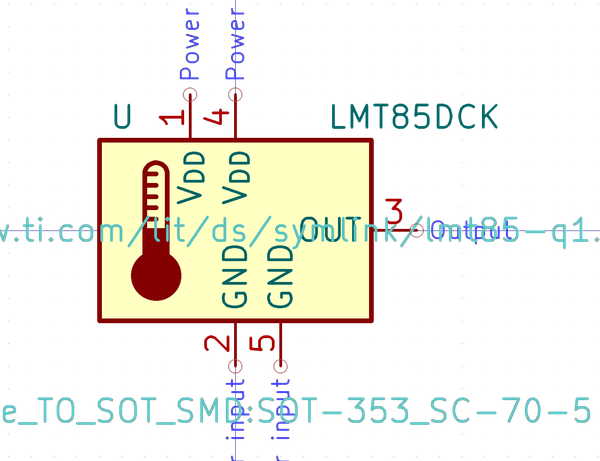 Power
Power
1
4
U
LMT85DCK
VDD
VDD
3
OUT
Output
.ti.com/lit/ds/symlink/lmt85-q1.
GND
GND
2
5
e_TO_SOT_SMD:SOT-353_SC-70-5
input
input